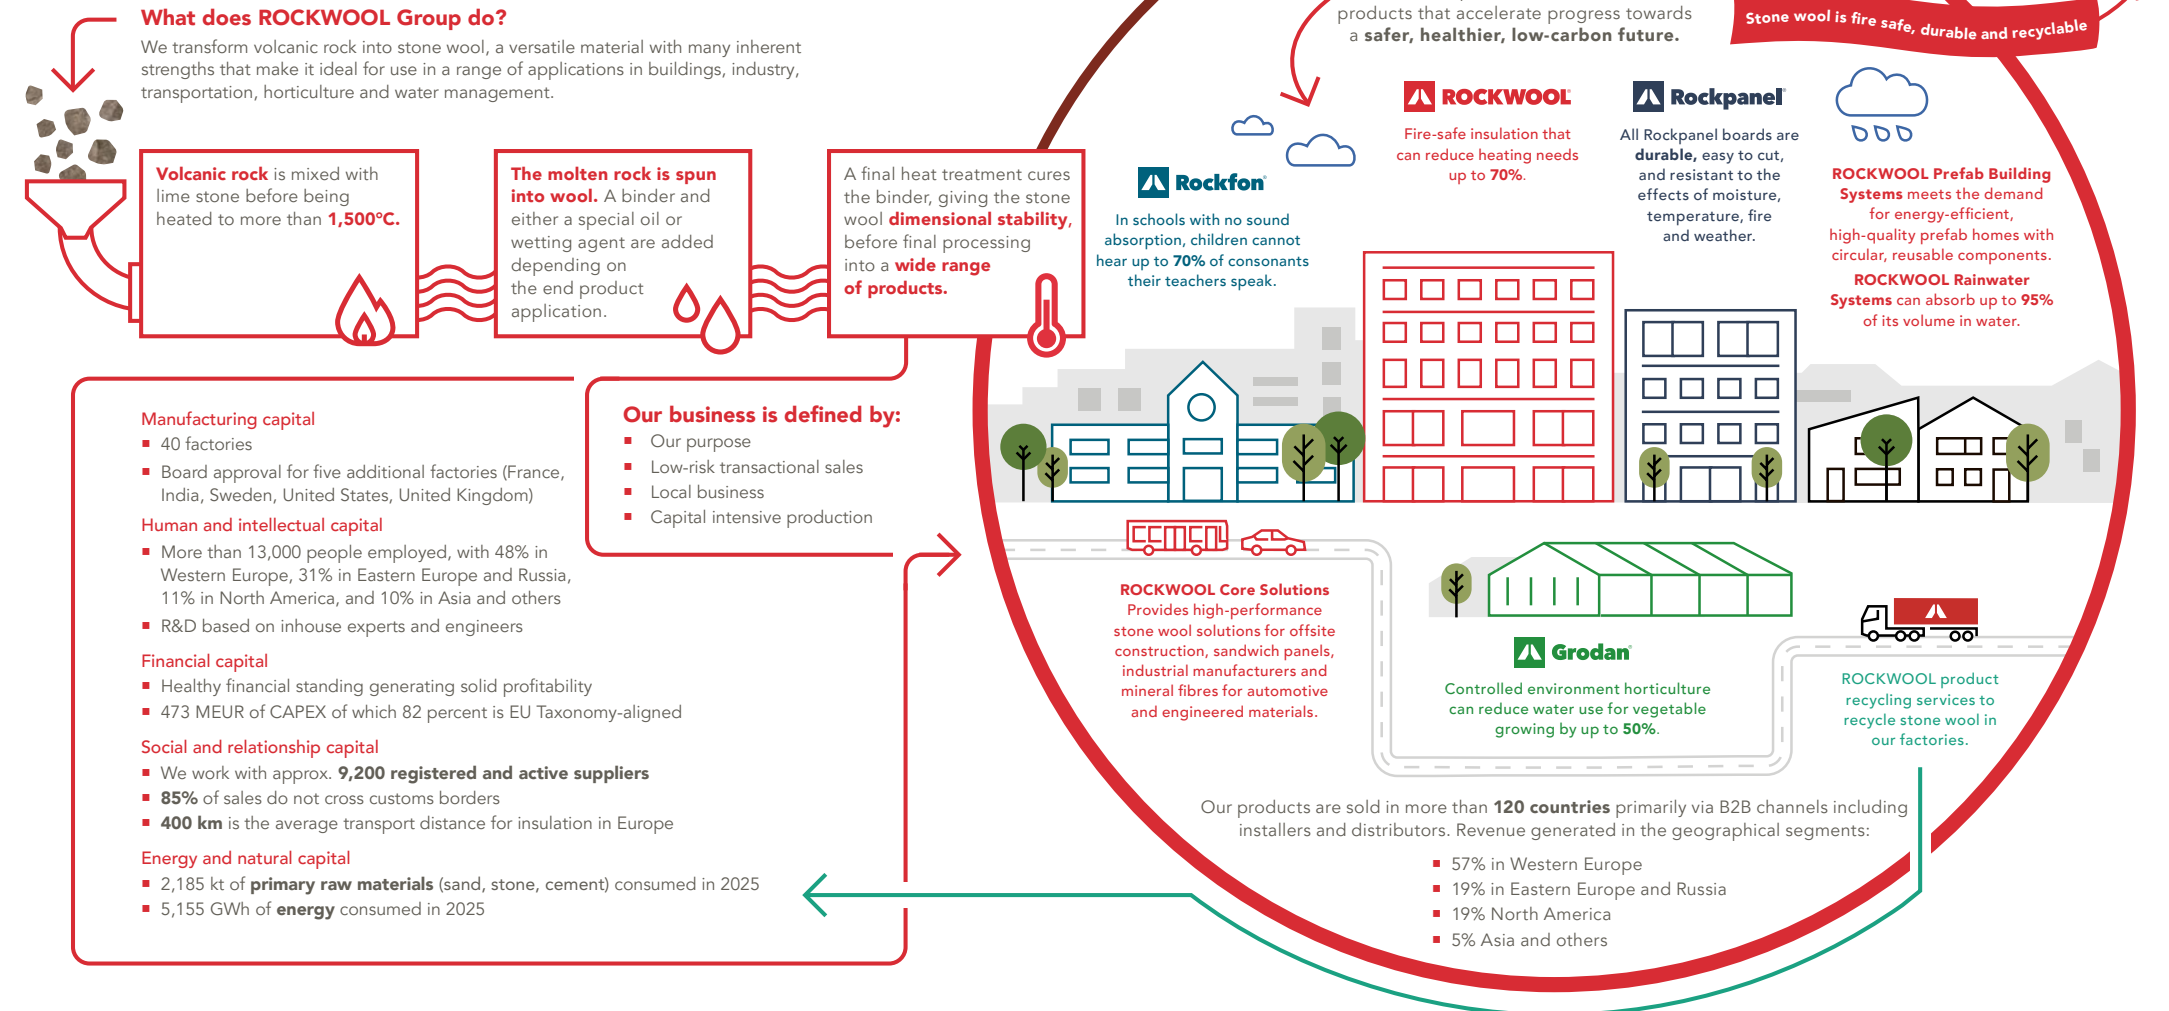 What does ROCKWOOL Group do?
We transform volcanic rock into stone wool, a versatile material with many inherent
strengths that make it ideal for use in a range of applications in buildings, industry,
transportation, horticulture and water management.
Volcanic rock is mixed with
lime stone before being
heated to more than 1,500°C.
The molten rock is spun
into wool. A binder and
either a special oil or
wetting agent are added
depending on
the end product
application.
A final heat treatment cures
the binder, giving the stone
wool dimensional stability,
before final processing
into a wide range
of products.
Our business is defined by:
▪ Our purpose
▪ Low-risk transactional sales
▪ Local business
▪ Capital intensive production
Manufacturing capital
▪ 40 factories
▪ Board approval for five additional factories (France,
India, Sweden, United States, United Kingdom)
Human and intellectual capital
▪ More than 13,000 people employed, with 48% in
Western Europe, 31% in Eastern Europe and Russia,
11% in North America, and 10% in Asia and others
▪ R&D based on inhouse experts and engineers
Financial capital
▪ Healthy financial standing generating solid profitability
▪ 473 MEUR of CAPEX of which 82 percent is EU Taxonomy-aligned
Social and relationship capital
▪ We work with approx. 9,200 registered and active suppliers
▪ 85% of sales do not cross customs borders
▪ 400 km is the average transport distance for insulation in Europe
Energy and natural capital
▪ 2,185 kt of primary raw materials (sand, stone, cement) consumed in 2025
▪ 5,155 GWh of energy consumed in 2025
products that accelerate progress towards
a safer, healthier, low-carbon future.
Stone wool is fire safe, durable and recyclable
Rockfon
In schools with no sound
absorption, children cannot
hear up to 70% of consonants
their teachers speak.
ROCKWOOL
Fire-safe insulation that
can reduce heating needs
up to 70%.
Rockpanel
All Rockpanel boards are
durable, easy to cut,
and resistant to the
effects of moisture,
temperature, fire
and weather.
ROCKWOOL Prefab Building
Systems meets the demand
for energy-efficient,
high-quality prefab homes with
circular, reusable components.
ROCKWOOL Rainwater
Systems can absorb up to 95%
of its volume in water.
ROCKWOOL Core Solutions
Provides high-performance
stone wool solutions for offsite
construction, sandwich panels,
industrial manufacturers and
mineral fibres for automotive
and engineered materials.
Grodan
Controlled environment horticulture
can reduce water use for vegetable
growing by up to 50%.
ROCKWOOL product
recycling services to
recycle stone wool in
our factories.
Our products are sold in more than 120 countries primarily via B2B channels including
installers and distributors. Revenue generated in the geographical segments:
▪ 57% in Western Europe
▪ 19% in Eastern Europe and Russia
▪ 19% North America
▪ 5% Asia and others